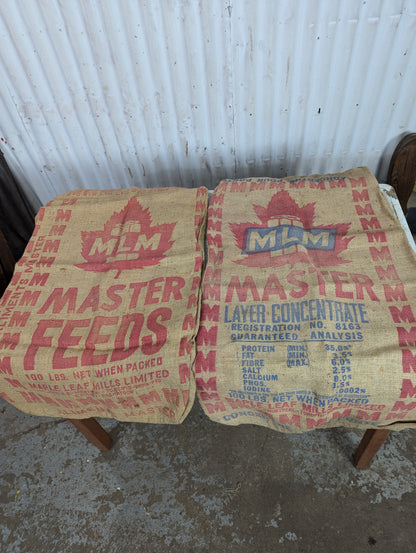 MLM
MASTER
FEEDS
100 LBS. NET WHEN PACKED
MAPLE LEAF MILLS LIMITED
MLM
MASTER
LAYER CONCENTRATE
REGISTRATION NO. 8163
GUARANTEED ANALYSIS
PROTEIN (MIN) 35.0%
FAT (MIN.) 1.5%
FIBRE (MAX.) 6.0%
SALT 2.5%
CALCIUM
PHOS.
IODINE .0002%
100 LBS. NET WHEN PACKED
LEAF MILLS